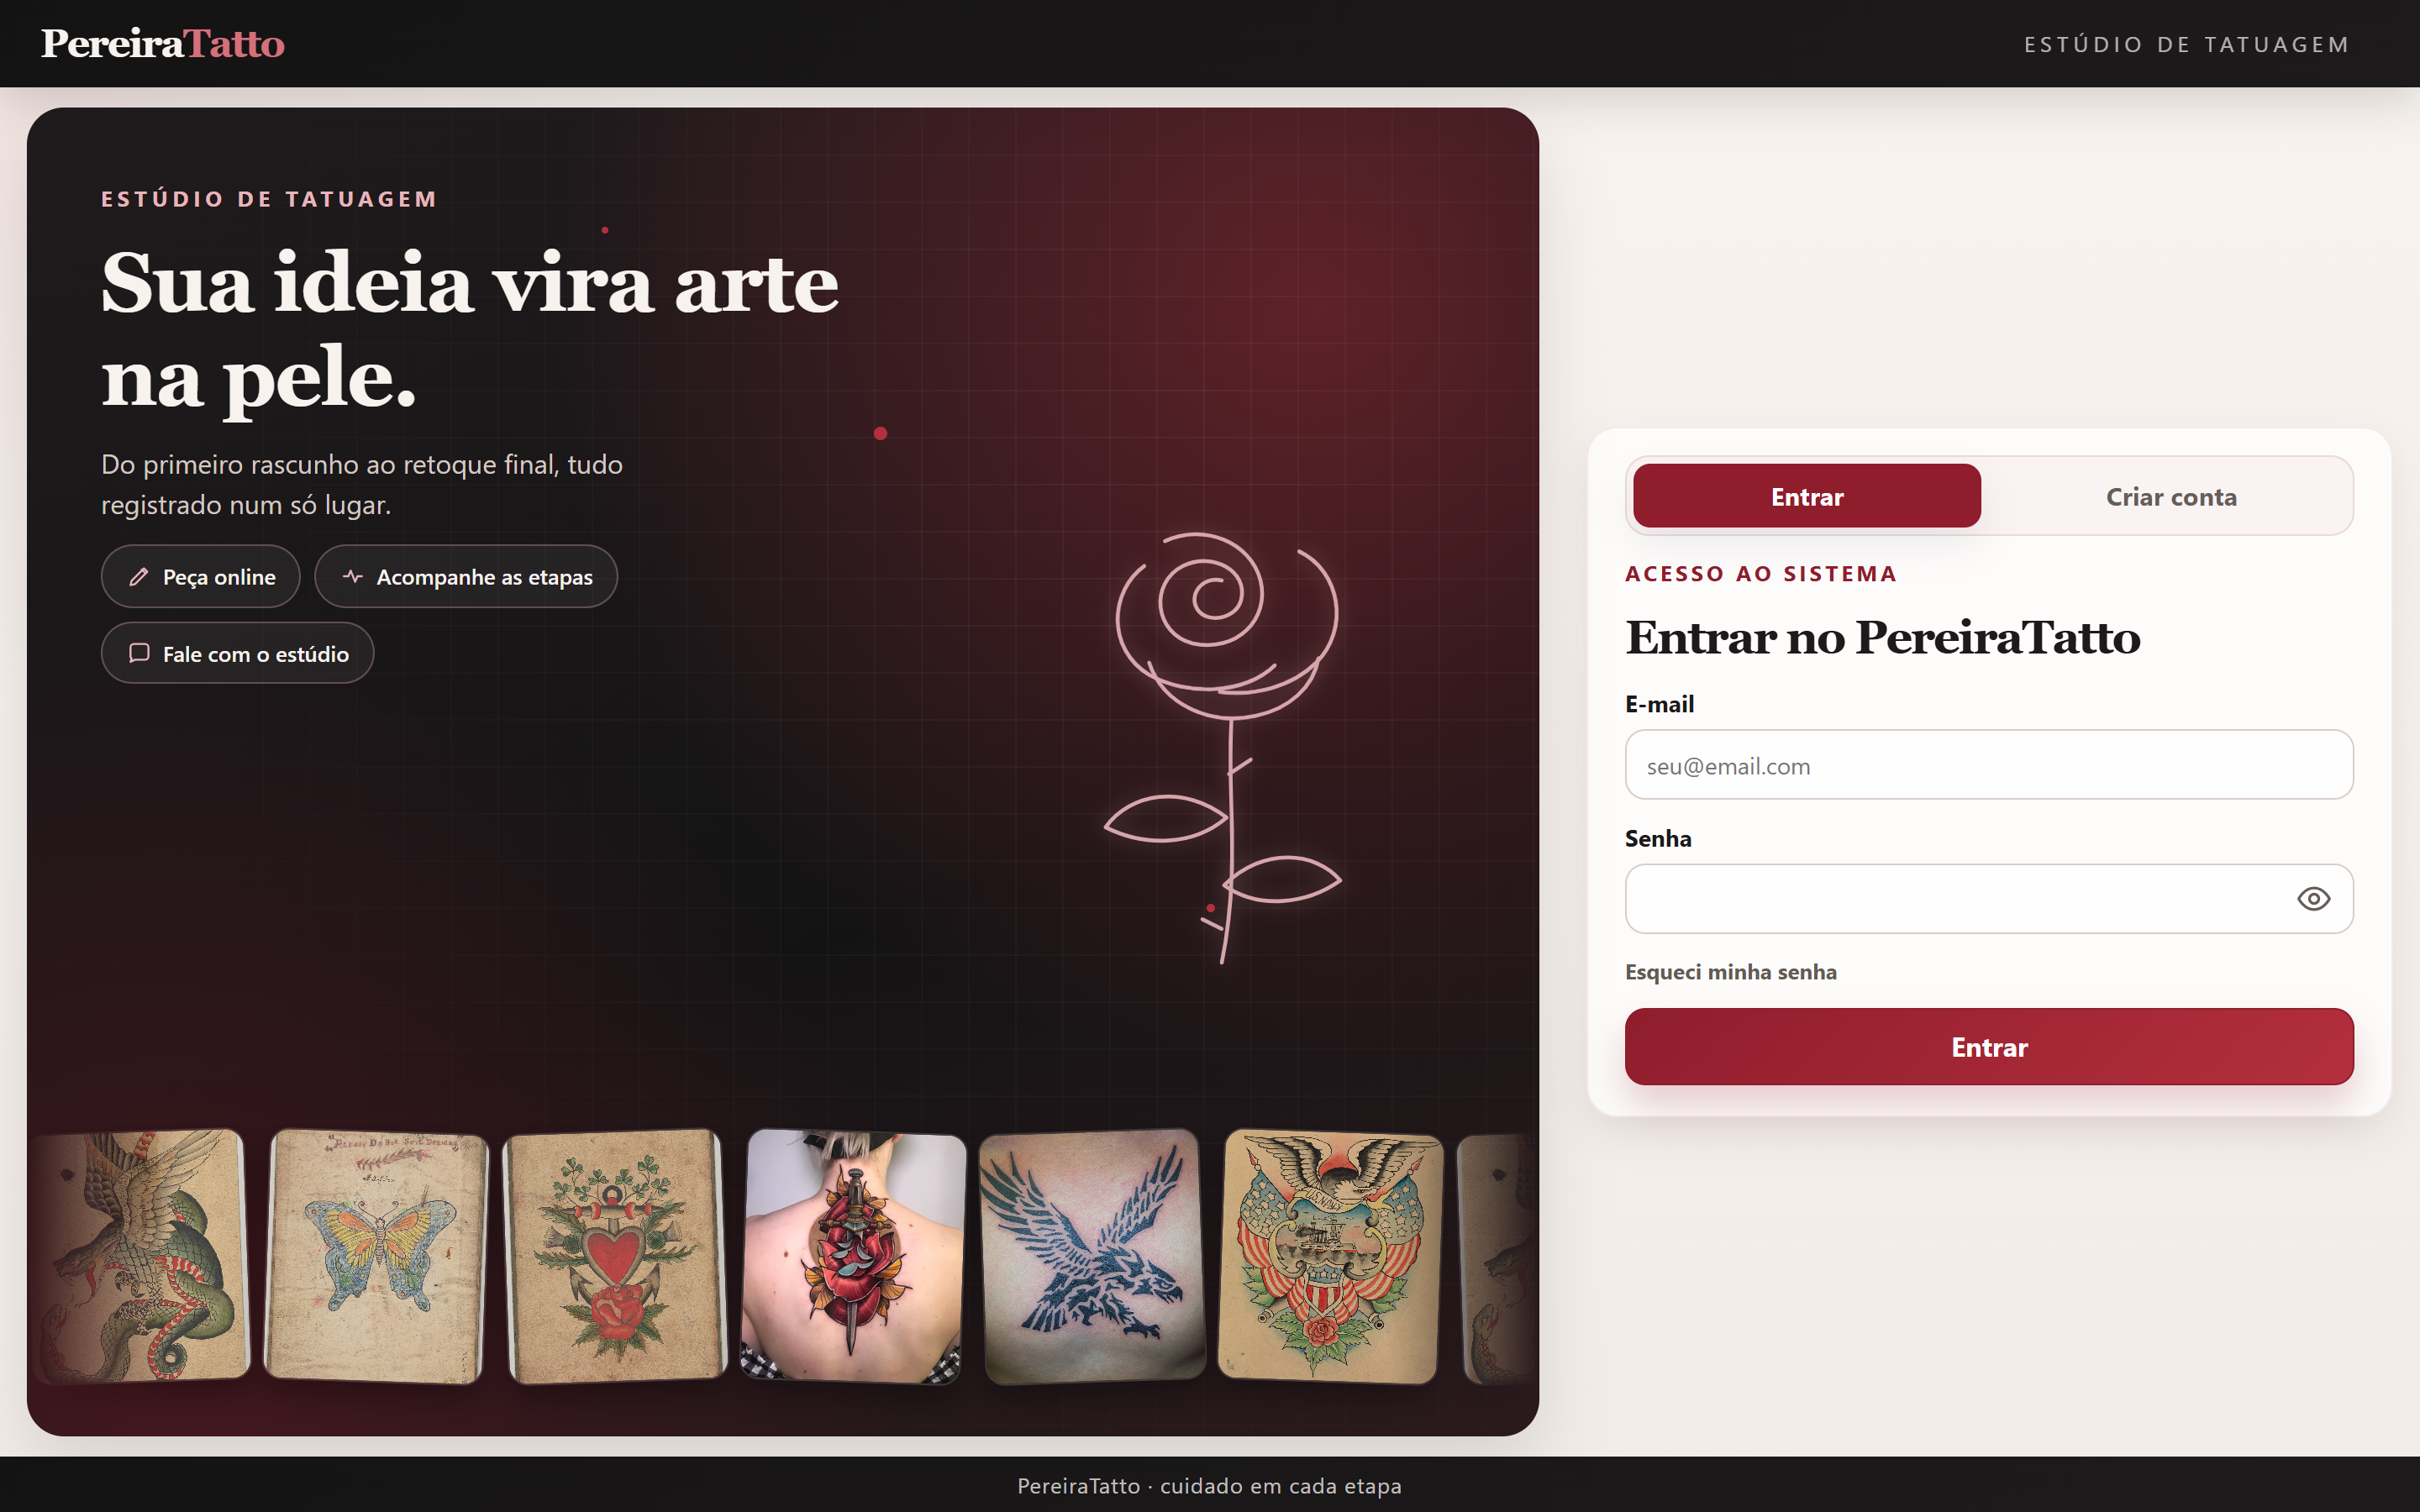 PereiraTatto
ESTÚDIO DE TATUAGEM
ESTÚDIO DE TATUAGEM
Sua ideia vira arte
na pele.
Do primeiro rascunho ao retoque final, tudo
registrado num só lugar.
Peça online
Acompanhe as etapas
Fale com o estúdio
Entrar
Criar conta
ACESSO AO SISTEMA
Entrar no PereiraTatto
E-mail
seu@email.com
Senha
Esqueci minha senha
Entrar
U.S. NAVY
PereiraTatto · cuidado em cada etapa